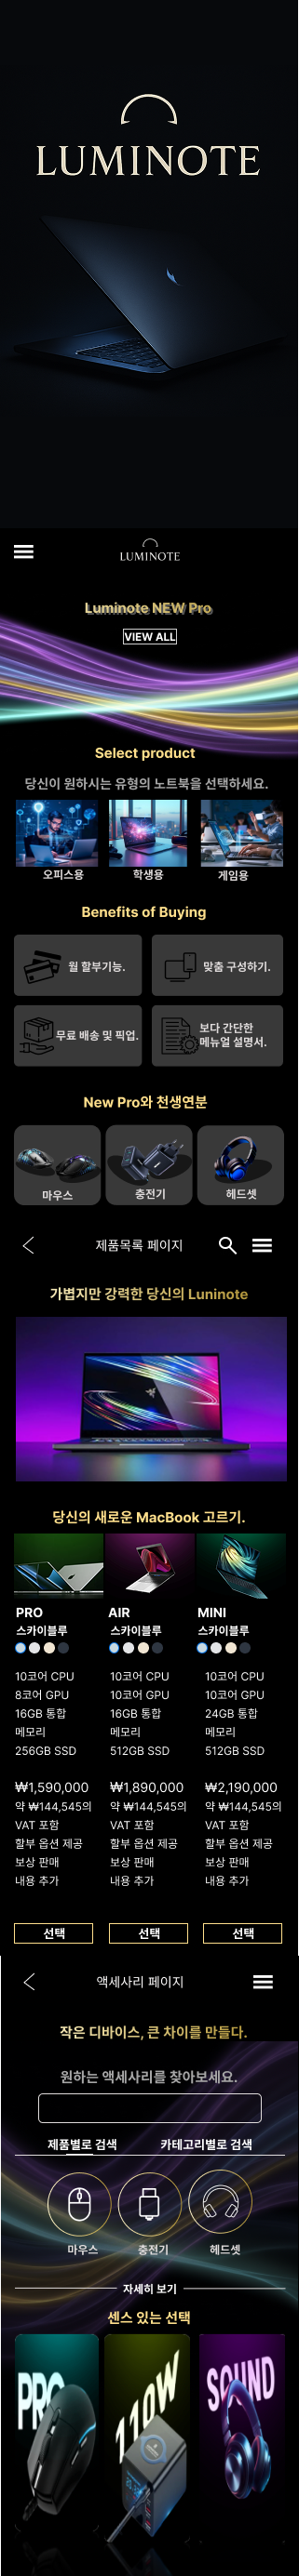 LUMINOTE
LUMINOTE
Luminote NEW Pro
VIEW ALL
Select product
당신이 원하시는 유형의 노트북을 선택하세요.
오피스용
학생용
게임용
Benefits of Buying
월 할부기능.
맞춤 구성하기.
무료 배송 및 픽업.
보다 간단한
메뉴얼 설명서.
New Pro와 천생연분
마우스
충전기
헤드셋
제품목록 페이지
가볍지만 강력한 당신의 Luninote
당신의 새로운 MacBook 고르기.
PRO
스카이블루
10코어 CPU
8코어 GPU
16GB 통합
메모리
256GB SSD
₩1,590,000
약 ₩144,545의
VAT 포함
할부 옵션 제공
보상 판매
내용 추가
선택
AIR
스카이블루
10코어 CPU
10코어 GPU
16GB 통합
메모리
512GB SSD
₩1,890,000
약 ₩144,545의
VAT 포함
할부 옵션 제공
보상 판매
내용 추가
선택
MINI
스카이블루
10코어 CPU
10코어 GPU
24GB 통합
메모리
512GB SSD
₩2,190,000
약 ₩144,545의
VAT 포함
할부 옵션 제공
보상 판매
내용 추가
선택
액세사리 페이지
작은 디바이스, 큰 차이를 만들다.
원하는 액세사리를 찾아보세요.
제품별로 검색
카테고리별로 검색
마우스
충전기
헤드셋
자세히 보기
센스 있는 선택
PRO
110W
SOUND